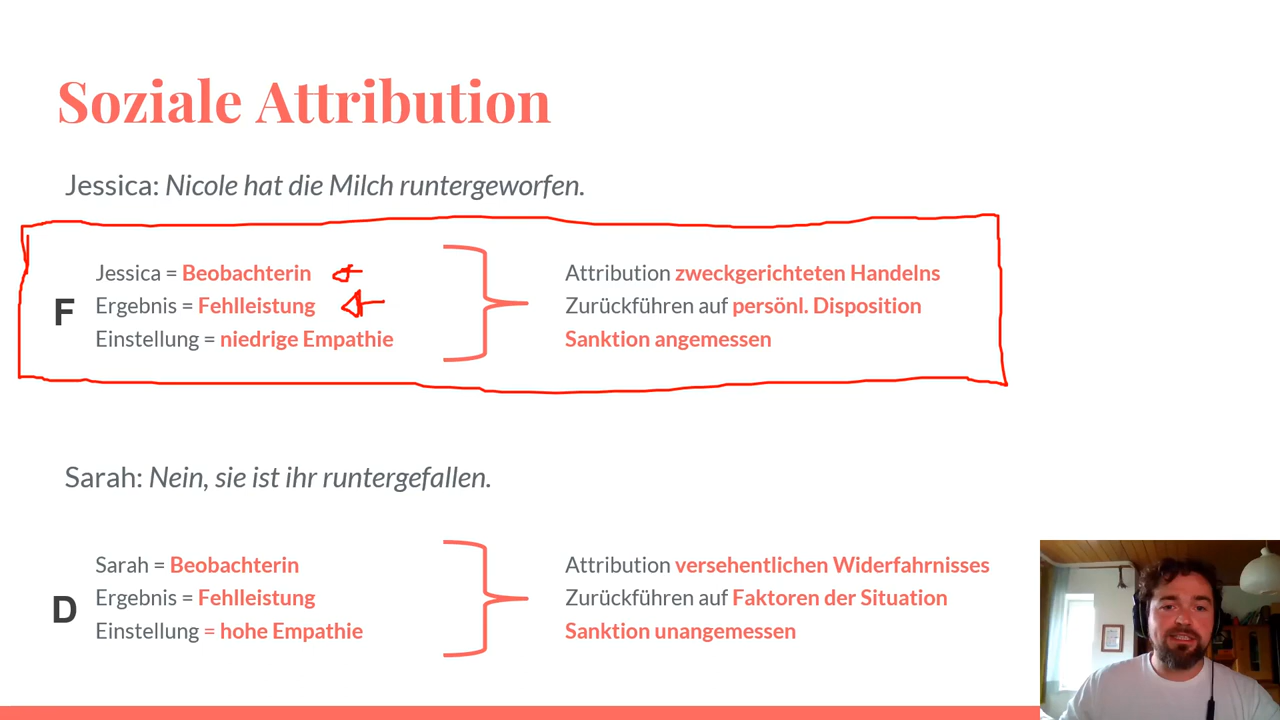 Soziale Attribution
Jessica: Nicole hat die Milch runtergeworfen.
F
Jessica = Beobachterin
Ergebnis = Fehlleistung
Einstellung = niedrige Empathie
Attribution zweckgerichteten Handelns
Zurückführen auf persönl. Disposition
Sanktion angemessen
Sarah: Nein, sie ist ihr runtergefallen.
D
Sarah = Beobachterin
Ergebnis = Fehlleistung
Einstellung = hohe Empathie
Attribution versehentlichen Widerfahrnisses
Zurückführen auf Faktoren der Situation
Sanktion unangemessen